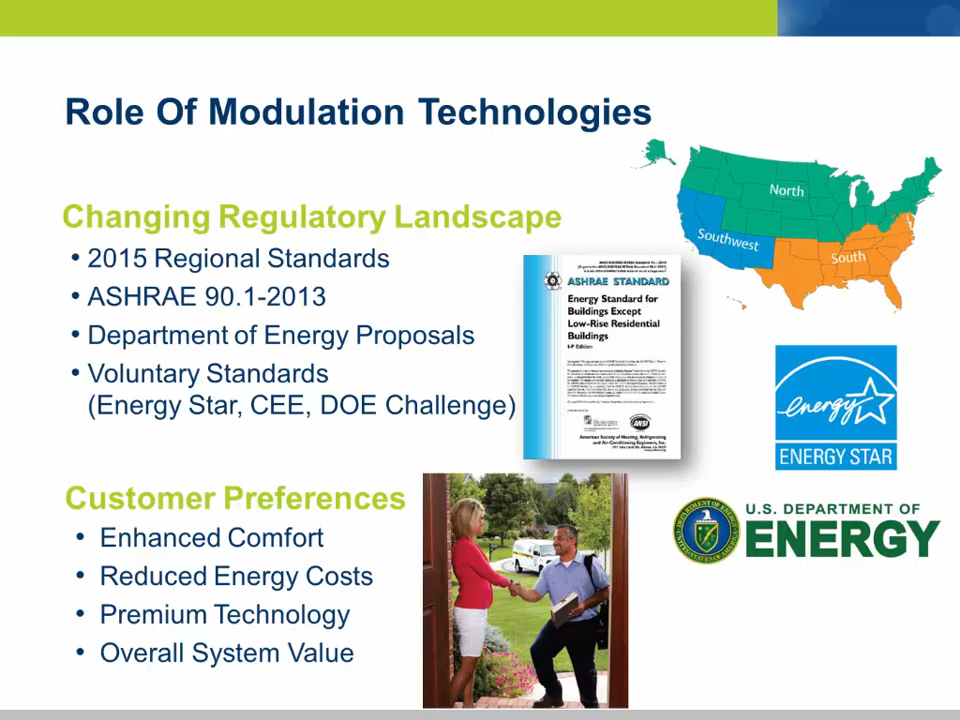 Role Of Modulation Technologies
Changing Regulatory Landscape
• 2015 Regional Standards
• ASHRAE 90.1-2013
• Department of Energy Proposals
• Voluntary Standards
(Energy Star, CEE, DOE Challenge)
North
Southwest
South
ASHRAE STANDARD
Energy Standard for
Buildings Except
Low-Rise Residential
Buildings
I-P Edition
ANSI
American Society of Heating, Refrigerating
and Air-Conditioning Engineers, Inc.
energy
ENERGY STAR
Customer Preferences
• Enhanced Comfort
• Reduced Energy Costs
• Premium Technology
• Overall System Value
U.S. DEPARTMENT OF
ENERGY